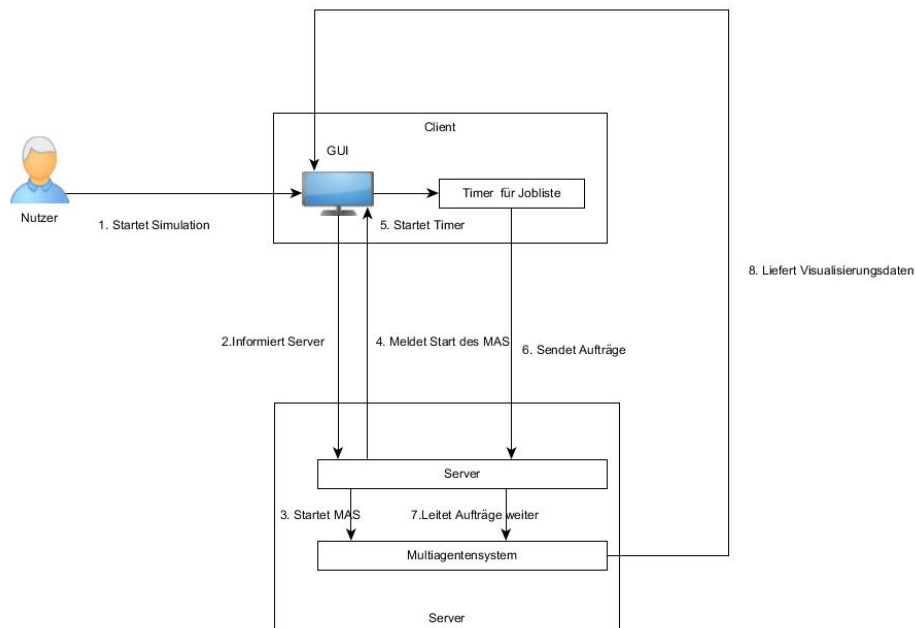 Client
GUI
Timer für Jobliste
Nutzer
1. Startet Simulation
5. Startet Timer
8. Liefert Visualisierungsdaten
2.Informiert Server
4. Meldet Start des MAS
6. Sendet Aufträge
Server
3. Startet MAS
7.Leitet Aufträge weiter
Multiagentensystem
Server